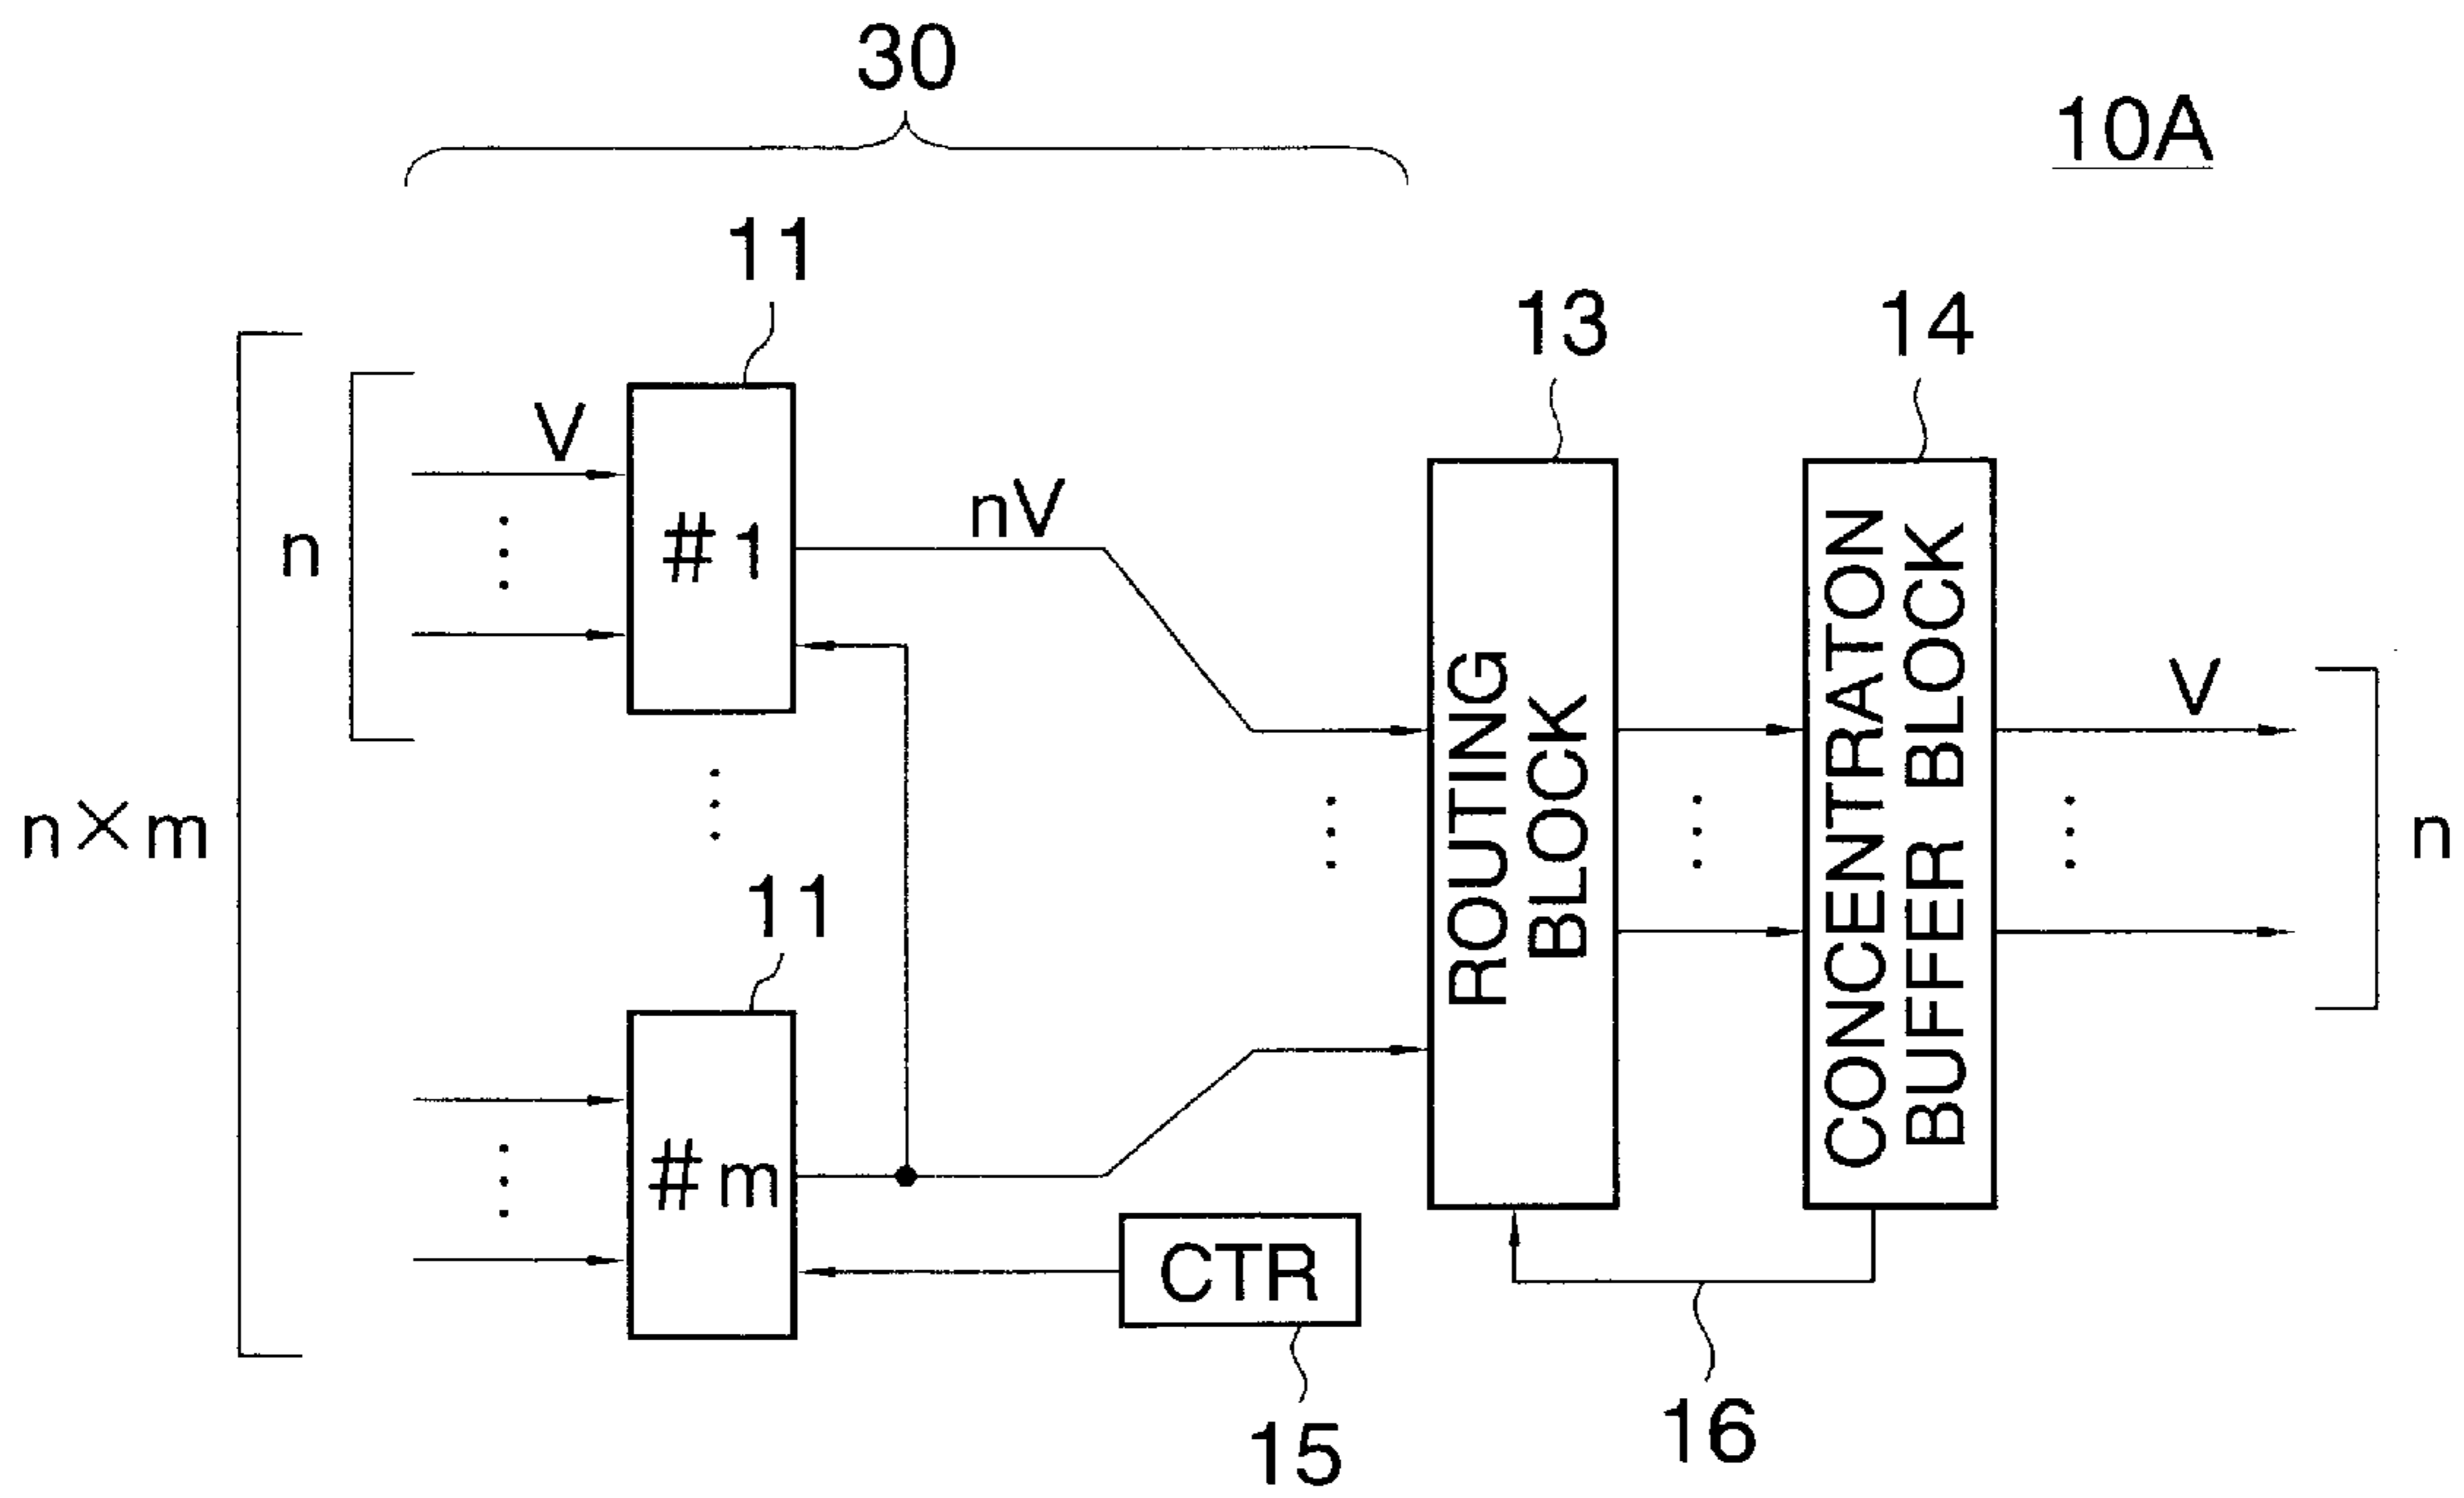 30
10A
11
13
14
V
n
#1
nV
V
n×m
n
11
#m
ROUTING
BLOCK
CONCENTRATON
BUFFER BLOCK
CTR
15
16